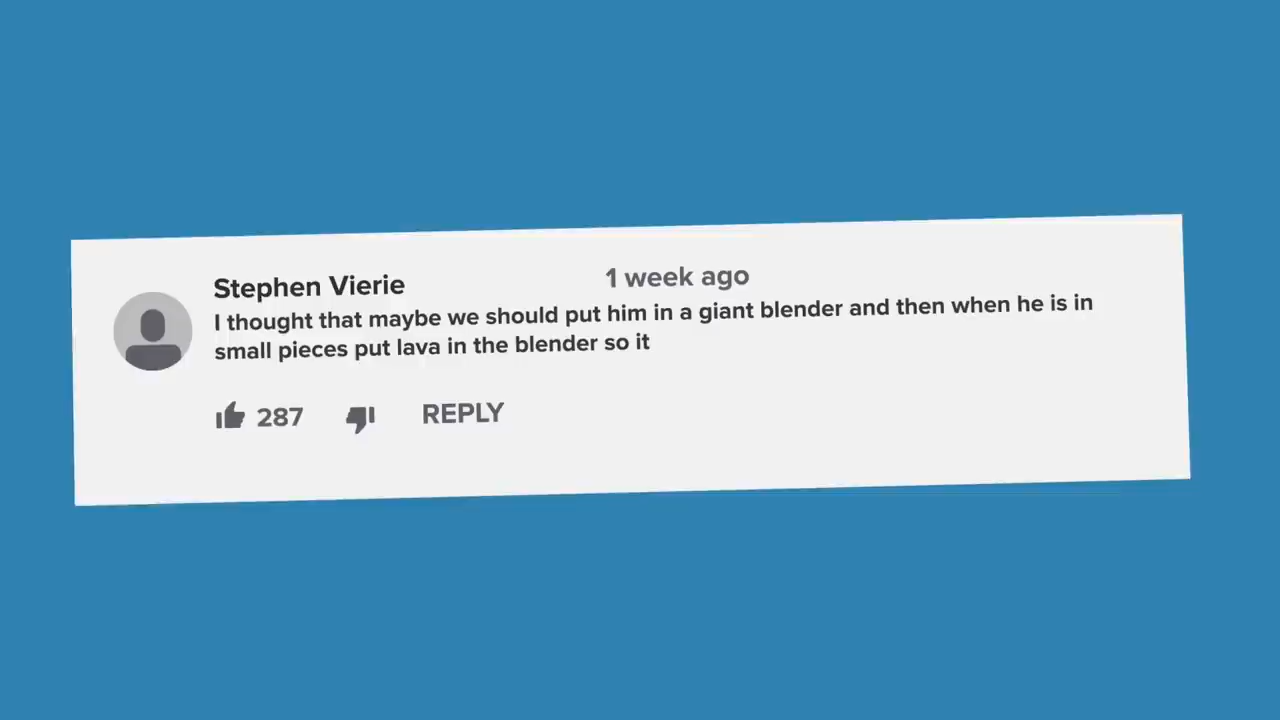 Stephen Vierie 1 week ago
I thought that maybe we should put him in a giant blender and then when he is in
small pieces put lava in the blender so it
287 REPLY